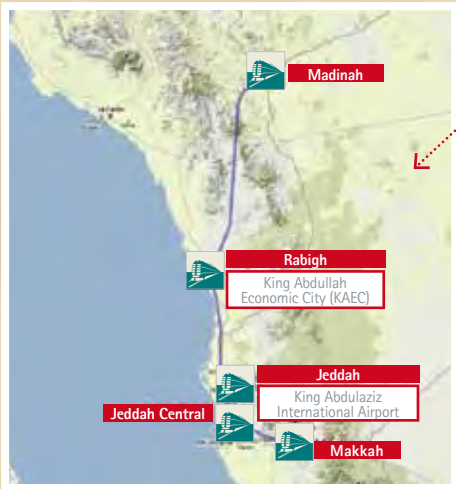 Madinah
Rabigh
King Abdullah
Economic City (KAEC)
Jeddah
King Abdulaziz
International Airport
Jeddah Central
Makkah